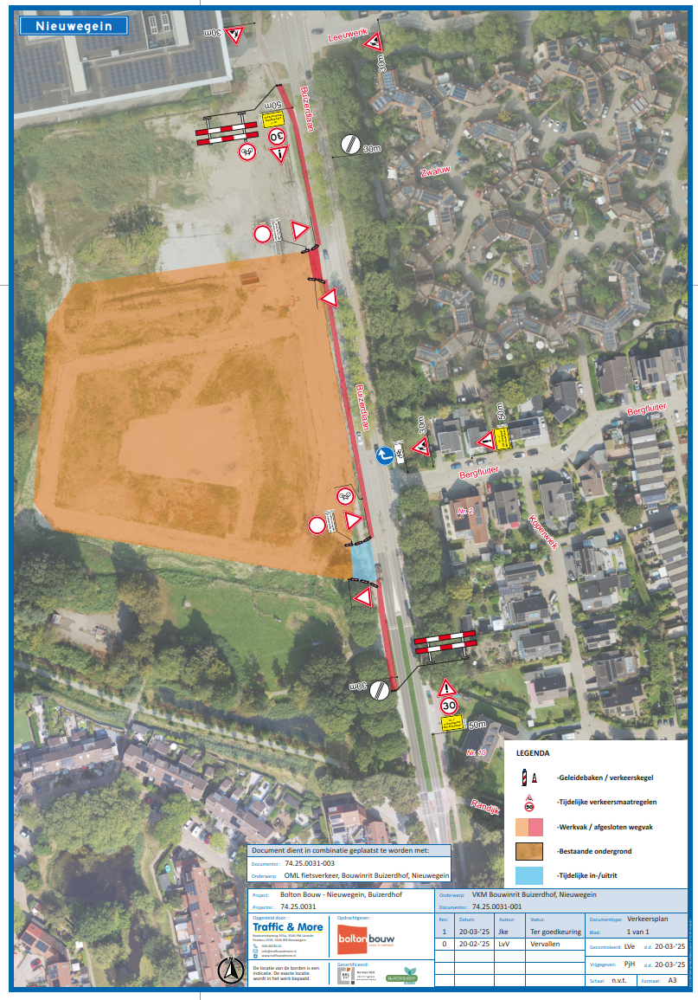 Nieuwegein
30m
Leeuwerik
30m
Buizerdlaan
50m
30
30m
Zwaluw
Buizerdlaan
30m
50m
Bergfluiter
Bergfluiter
Nr. 2
Koperwiek
30m
30
50m
Nr. 10
Randijk
LEGENDA
-Geleidebaken / verkeerskegel
50
-Tijdelijke verkeersmaatregelen
-Werkvak / afgesloten wegvak
-Bestaande ondergrond
-Tijdelijke in-/uitrit
Document dient in combinatie geplaatst te worden met:
Documentnr.: 74.25.0031-003
Onderwerp: OML fietsverkeer, Bouwinrit Buizerdhof, Nieuwegein
Project: Bolton Bouw - Nieuwegein, Buizerdhof
Projectnr.: 74.25.0031
Onderwerp: VKM Bouwinrit Buizerdhof, Nieuwegein
Documentnr.: 74.25.0031-001
Opgesteld door:
Traffic & More
Opdrachtgever:
bolton bouw
Gecertificeerd:
De locatie van de borden is een
indicatie. De exacte locatie
wordt in het werk bepaald.
Rev: Datum: Auteur: Status:
1 20-03-'25 Jke Ter goedkeuring
0 20-02-'25 LvV Vervallen
Documenttype: Verkeersplan
Blad: 1 van 1
Gecontroleerd: LVe d.d. 20-03-'25
Vrijgegeven: PjH d.d. 20-03-'25
Schaal: n.v.t. Formaat: A3